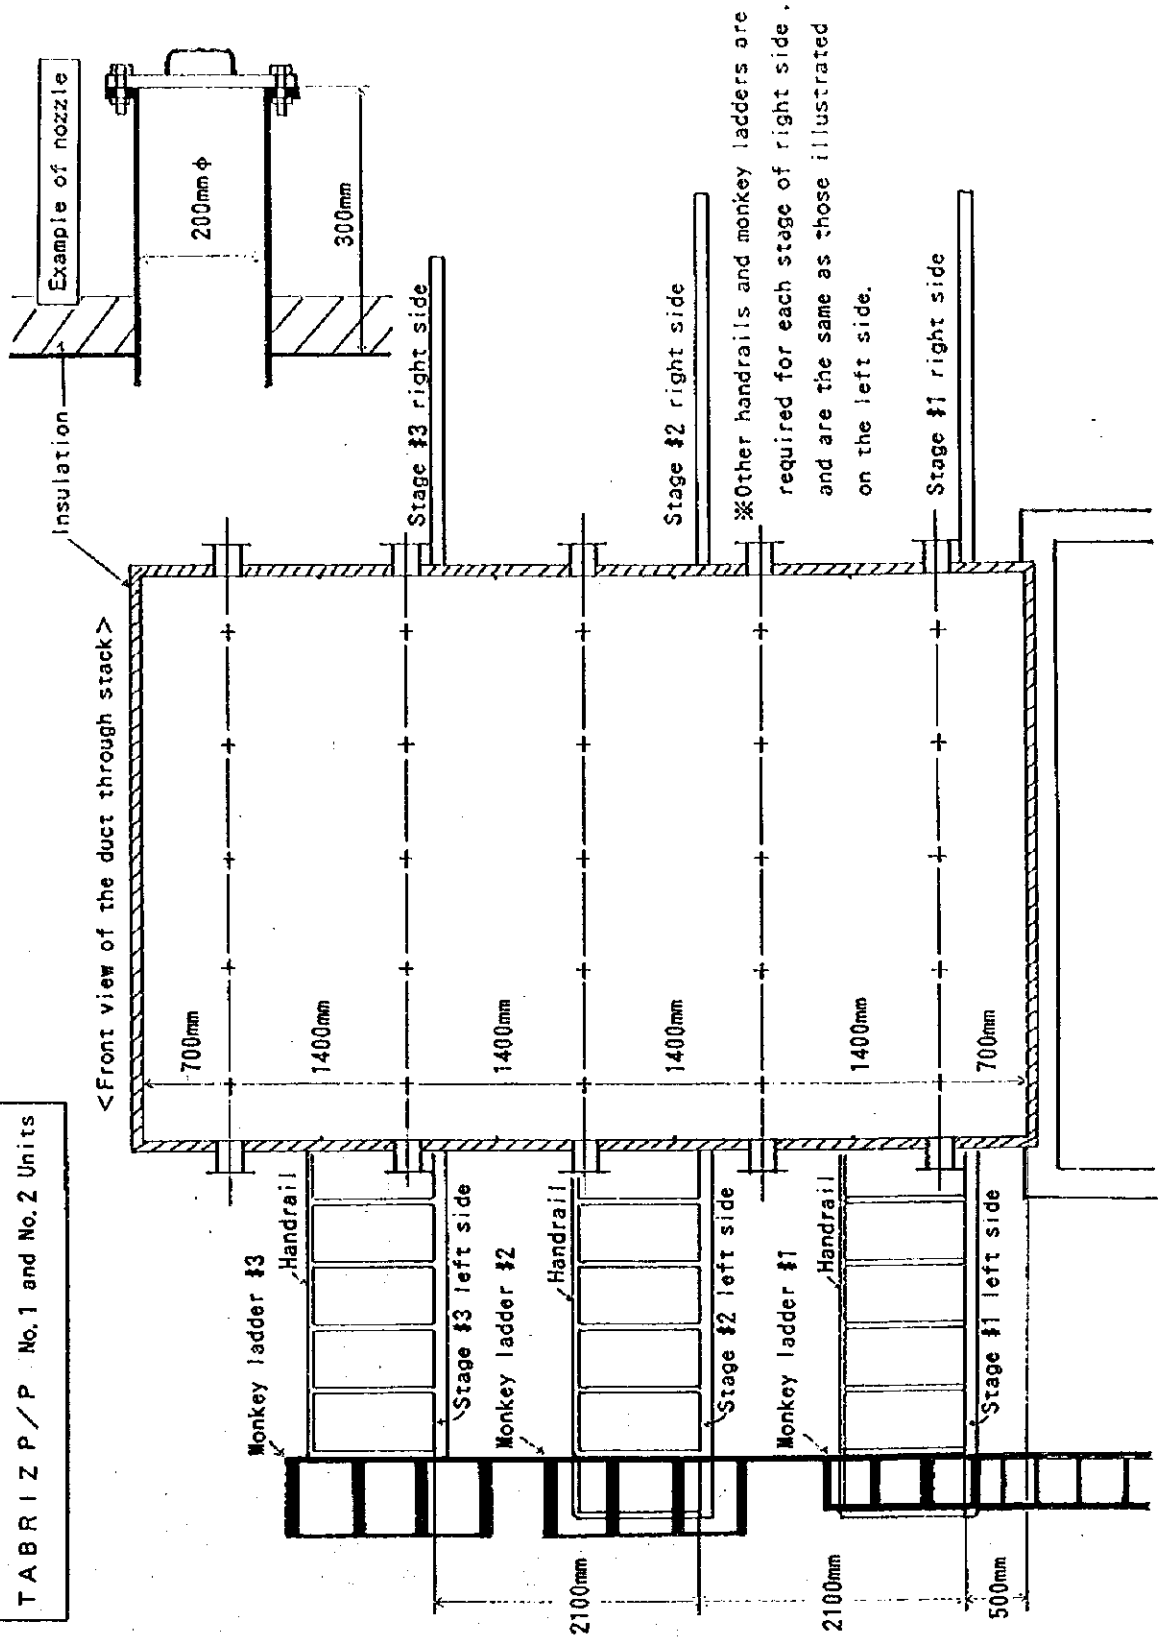 TABRIZ P/P No.1 and No.2 Units
<Front view of the duct through stack>
Insulation
Example of nozzle
200mmφ
300mm
700mm
1400mm
1400mm
1400mm
1400mm
700mm
Monkey ladder #3
Handrail
Stage #3 left side
Monkey ladder #2
Handrail
Stage #2 left side
Monkey ladder #1
Handrail
Stage #1 left side
2100mm
2100mm
500mm
Stage #3 right side
Stage #2 right side
Stage #1 right side
※Other handrails and monkey ladders are
required for each stage of right side,
and are the same as those illustrated
on the left side.